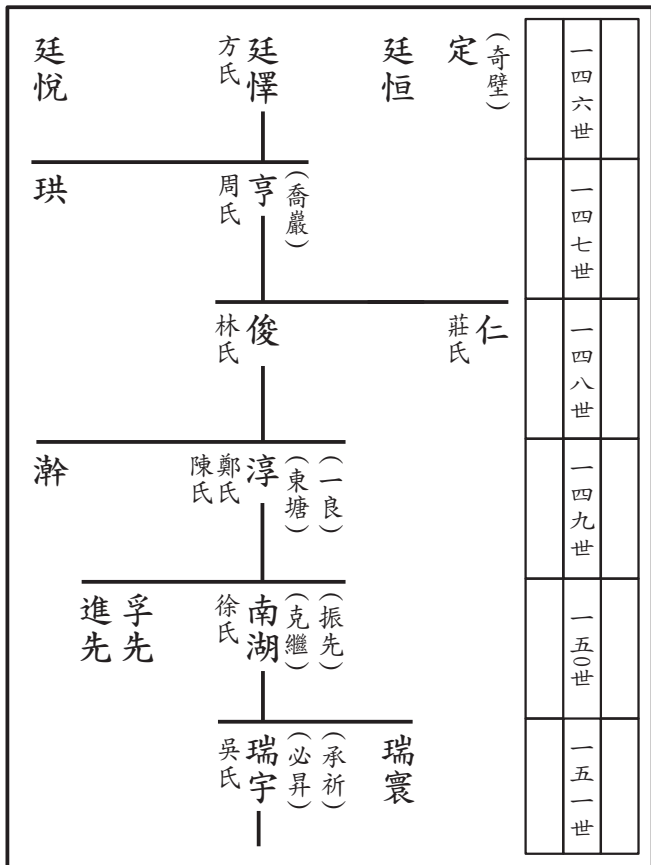 一四六世
定
(奇壁)
廷恒
廷懌
方氏
廷悅
一四七世
(喬巖)
亨
周氏
珙
一四八世
仁
莊氏
俊
林氏
一四九世
(一良)
(東塘)
淳
鄭氏
陳氏
澣
一五〇世
(振先)
(克繼)
南湖
徐氏
孚先
進先
一五一世
瑞寰
(承祈)
(必昇)
瑞宇
吳氏